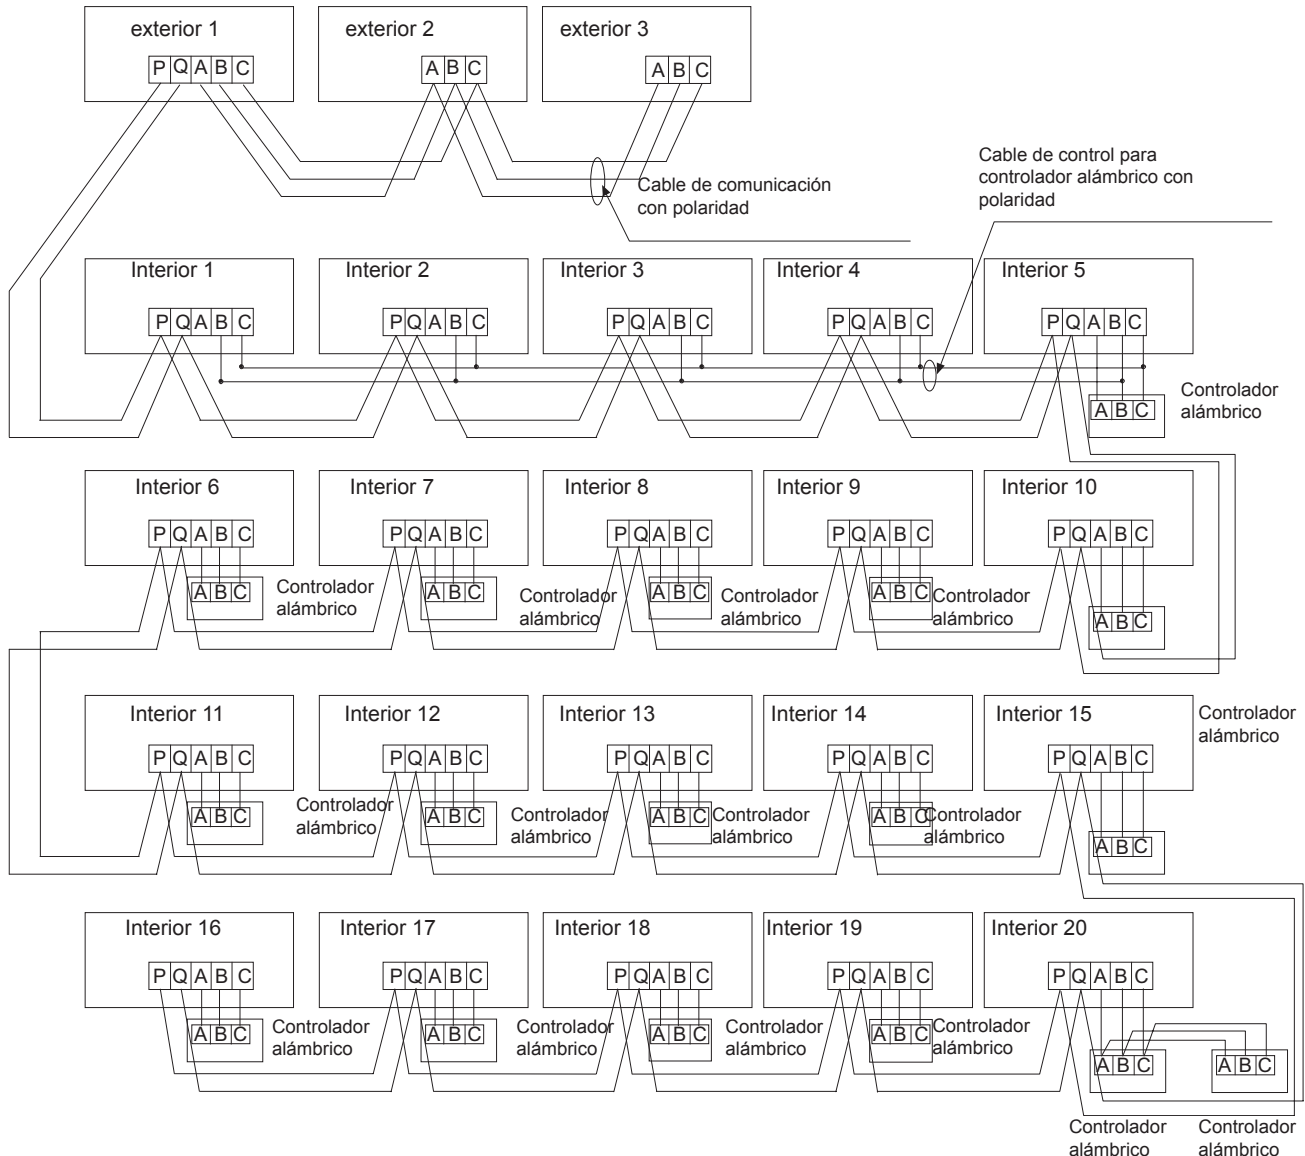 exterior 1
exterior 2
exterior 3
P Q A B C
A B C
A B C
Cable de comunicación
con polaridad
Cable de control para
controlador alámbrico con
polaridad
Interior 1
Interior 2
Interior 3
Interior 4
Interior 5
P Q A B C
P Q A B C
P Q A B C
P Q A B C
P Q A B C
A B C
Controlador
alámbrico
Interior 6
Interior 7
Interior 8
Interior 9
Interior 10
P Q A B C
P Q A B C
P Q A B C
P Q A B C
P Q A B C
A B C
Controlador
alámbrico
A B C
Controlador
alámbrico
A B C
Controlador
alámbrico
A B C
Controlador
alámbrico
A B C
Interior 11
Interior 12
Interior 13
Interior 14
Interior 15
Controlador
alámbrico
P Q A B C
P Q A B C
P Q A B C
P Q A B C
P Q A B C
A B C
Controlador
alámbrico
A B C
Controlador
alámbrico
A B C
Controlador
alámbrico
A B C
Controlador
alámbrico
A B C
Interior 16
Interior 17
Interior 18
Interior 19
Interior 20
P Q A B C
P Q A B C
P Q A B C
P Q A B C
P Q A B C
A B C
Controlador
alámbrico
A B C
Controlador
alámbrico
A B C
Controlador
alámbrico
A B C
Controlador
alámbrico
A B C
A B C
Controlador
alámbrico
Controlador
alámbrico